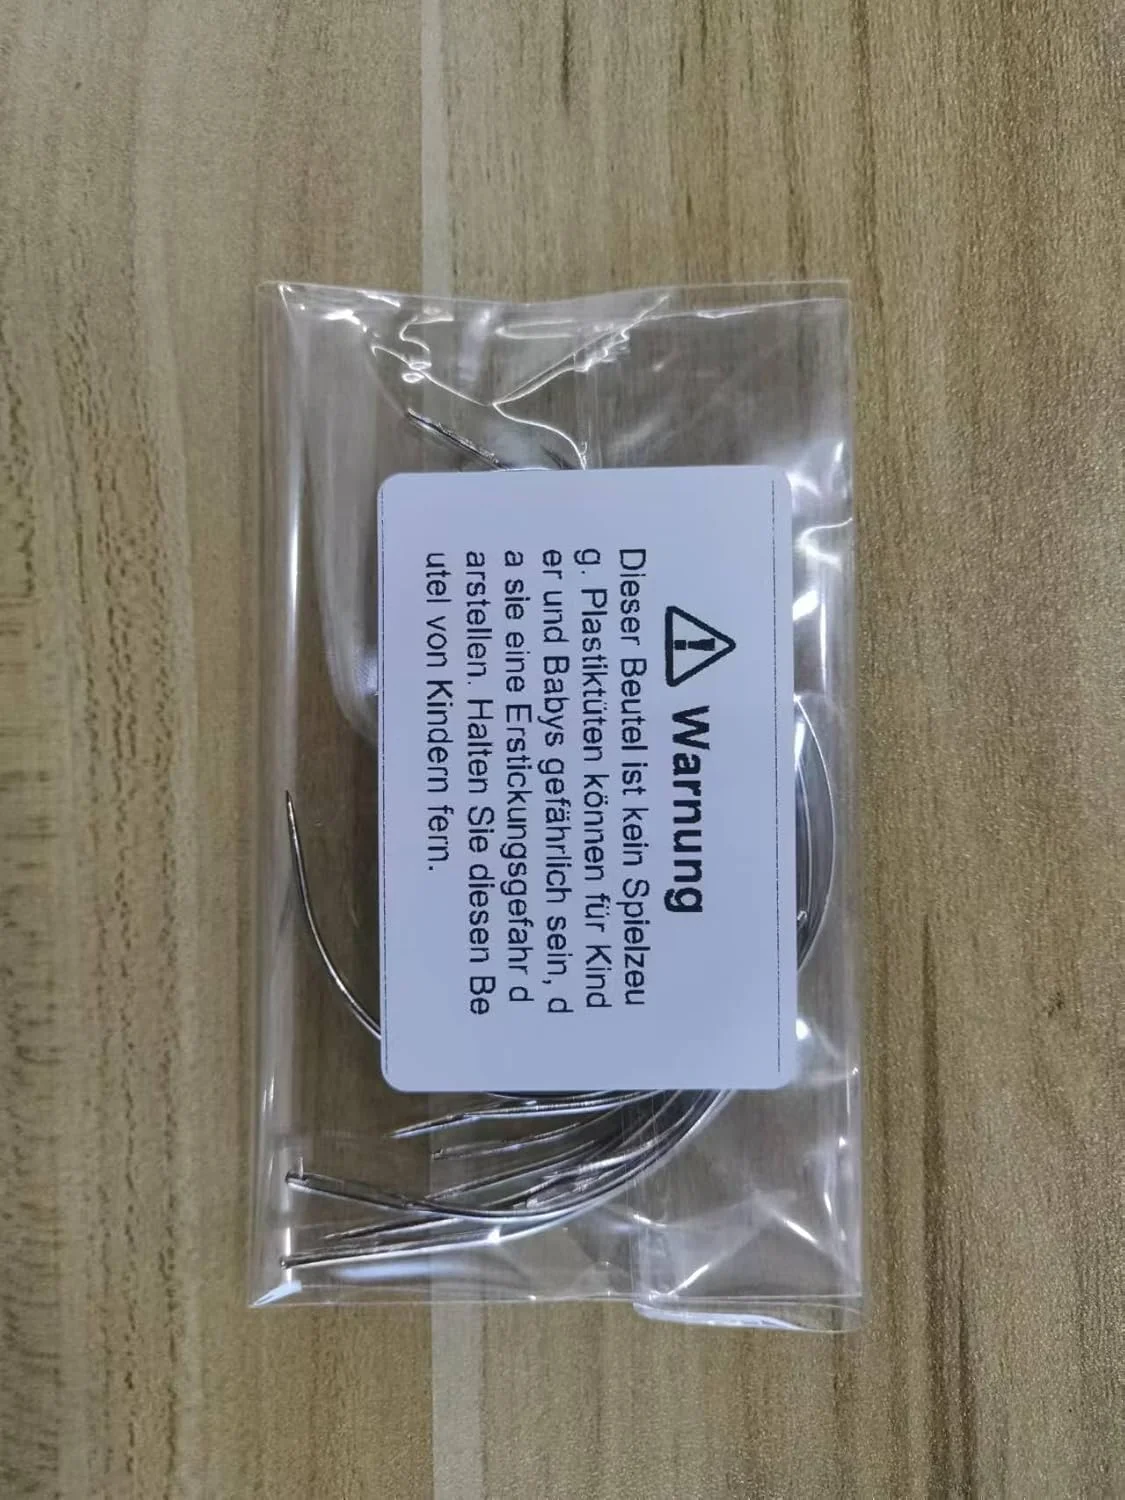 Warnung
Dieser Beutel ist kein Spielzeu
g. Plastiktüten können für Kind
er und Babys gefährlich sein, d
a sie eine Erstickungsgefahr d
arstellen. Halten Sie diesen Be
utel von Kindern fern.